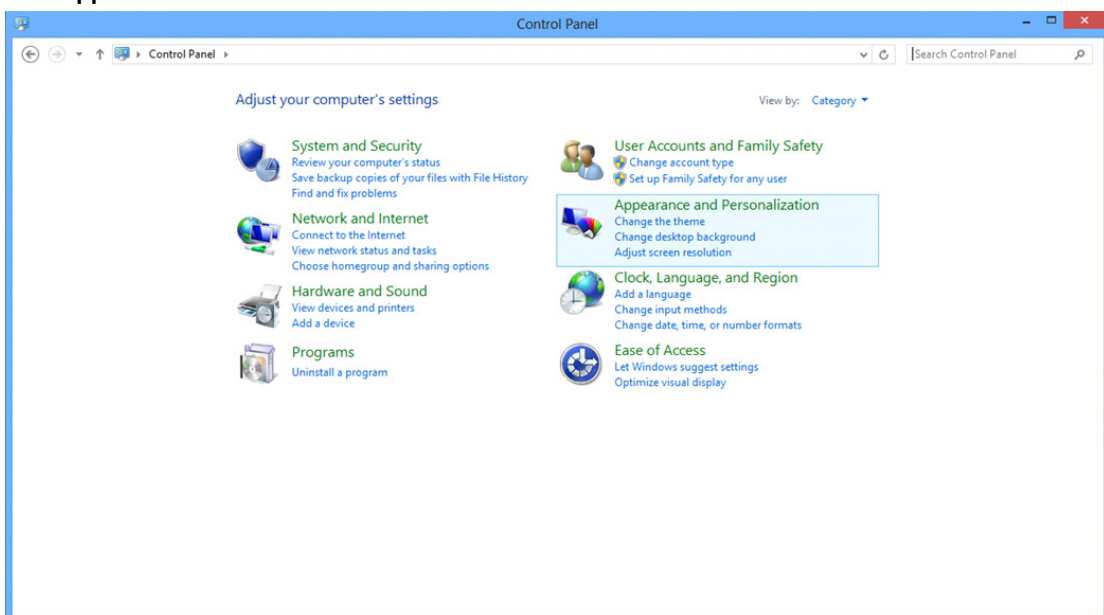 Control Panel
Control Panel
Search Control Panel
Adjust your computer's settings
View by: Category
System and Security
Review your computer's status
Save backup copies of your files with File History
Find and fix problems
Network and Internet
Connect to the Internet
View network status and tasks
Choose homegroup and sharing options
Hardware and Sound
View devices and printers
Add a device
Programs
Uninstall a program
User Accounts and Family Safety
Change account type
Set up Family Safety for any user
Appearance and Personalization
Change the theme
Change desktop background
Adjust screen resolution
Clock, Language, and Region
Add a language
Change input methods
Change date, time, or number formats
Ease of Access
Let Windows suggest settings
Optimize visual display